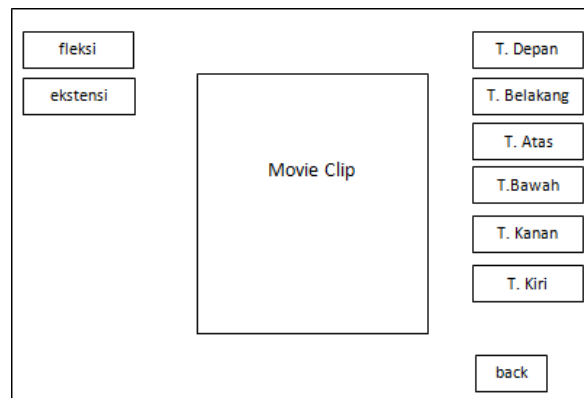 fleksi
ekstensi
Movie Clip
T. Depan
T. Belakang
T. Atas
T.Bawah
T. Kanan
T. Kiri
back